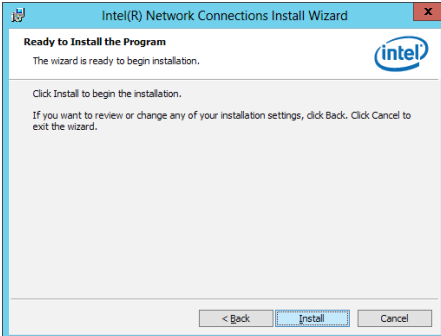 Intel(R) Network Connections Install Wizard
x
Ready to Install the Program
The wizard is ready to begin installation.
intel
Click Install to begin the installation.
If you want to review or change any of your installation settings, click Back. Click Cancel to
exit the wizard.
< Back
Install
Cancel